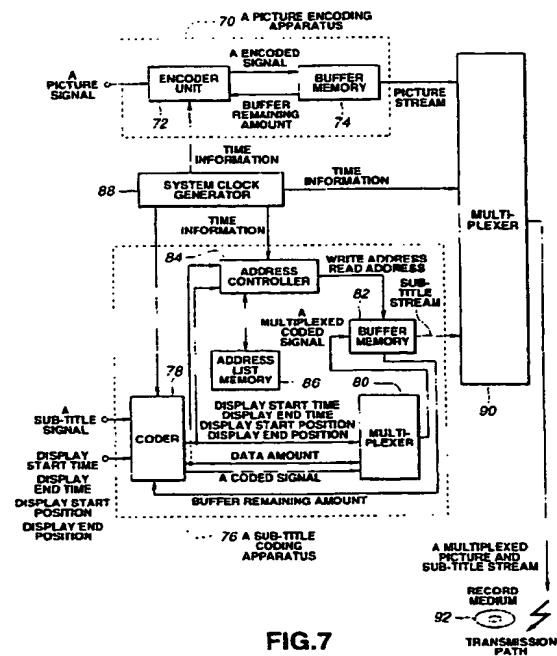 70 A PICTURE ENCODING
APPARATUS
A ENCODED
SIGNAL
A
PICTURE
SIGNAL
ENCODER
UNIT
72
BUFFER
MEMORY
74
BUFFER
REMAINING
AMOUNT
PICTURE
STREAM
TIME
INFORMATION
88
SYSTEM CLOCK
GENERATOR
TIME
INFORMATION
TIME
INFORMATION
MULTI-
PLEXER
90
84
ADDRESS
CONTROLLER
WRITE ADDRESS
READ ADDRESS
SUB-
TITLE
STREAM
82
A
MULTIPLEXED
CODED
SIGNAL
BUFFER
MEMORY
ADDRESS
LIST
MEMORY
86
78
80
A
SUB-TITLE
SIGNAL
CODER
DISPLAY START TIME
DISPLAY END TIME
DISPLAY START POSITION
DISPLAY END POSITION
MULTI-
PLEXER
DISPLAY
START TIME
DISPLAY
END TIME
DISPLAY START
POSITION
DISPLAY END
POSITION
DATA AMOUNT
A CODED SIGNAL
BUFFER REMAINING AMOUNT
76 A SUB-TITLE
CODING
APPARATUS
A MULTIPLEXED
PICTURE AND
SUB-TITLE STREAM
RECORD
MEDIUM
92
TRANSMISSION
PATH
FIG.7